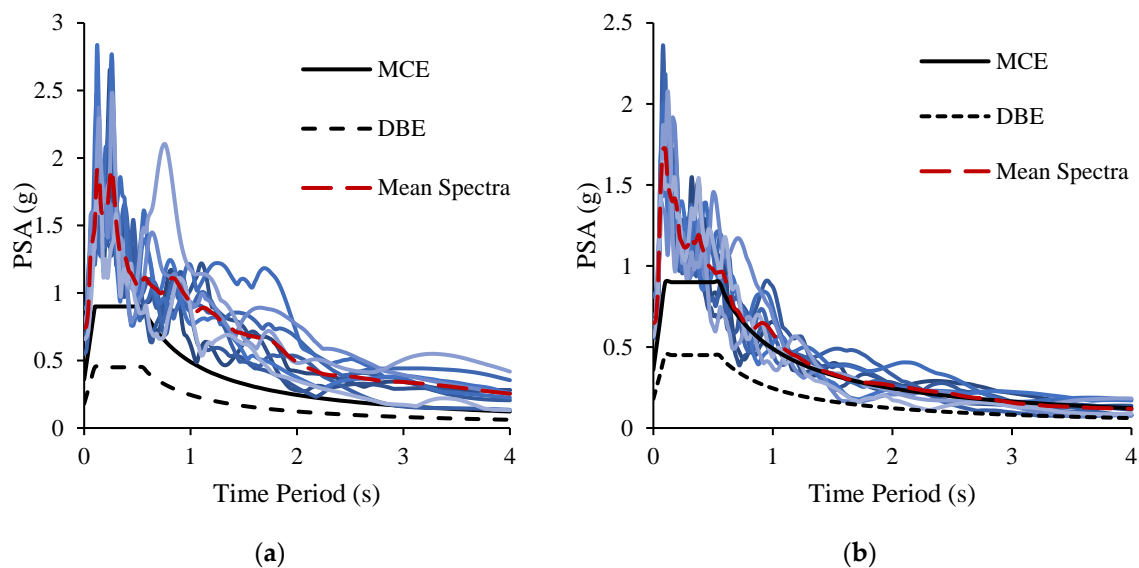 PSA (g)
3
2.5
2
1.5
1
0.5
0
0 1 2 3 4
Time Period (s)
MCE
DBE
Mean Spectra
(a)
PSA (g)
2.5
2
1.5
1
0.5
0
0 1 2 3 4
Time Period (s)
MCE
DBE
Mean Spectra
(b)